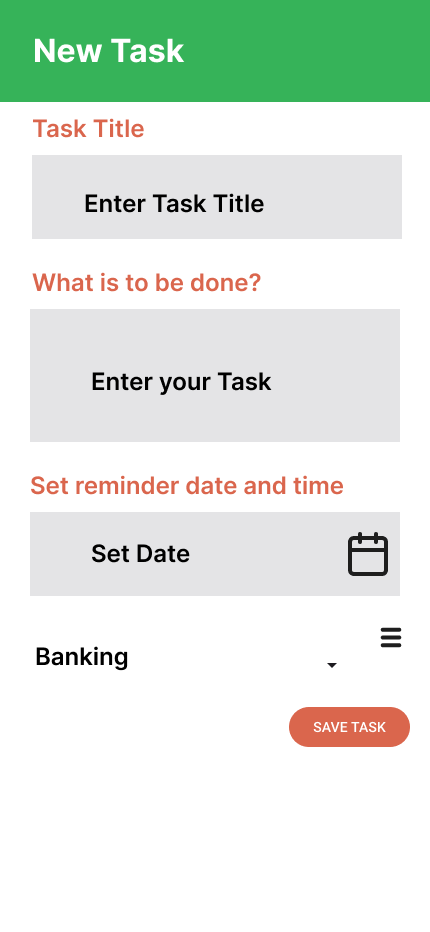 New Task
Task Title
Enter Task Title
What is to be done?
Enter your Task
Set reminder date and time
Set Date
Banking
SAVE TASK